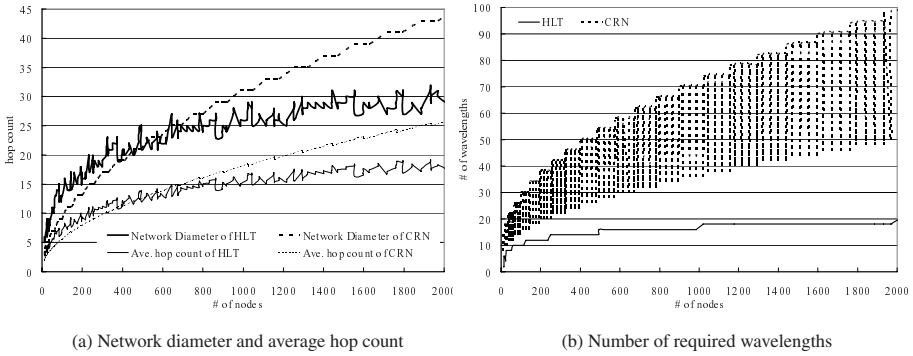 45
40
35
30
25
20
15
10
5
0
hop count
Network Diameter of HLT
Network Diameter of CRN
Ave. hop count of HLT
Ave. hop count of CRN
0 200 400 600 800 1000 1200 1400 1600 1800 2000
# of nodes
(a) Network diameter and average hop count
HLT
CRN
100
90
80
70
60
50
40
30
20
10
0
# of wavelengths
0 200 400 600 800 1000 1200 1400 1600 1800 2000
# of nodes
(b) Number of required wavelengths